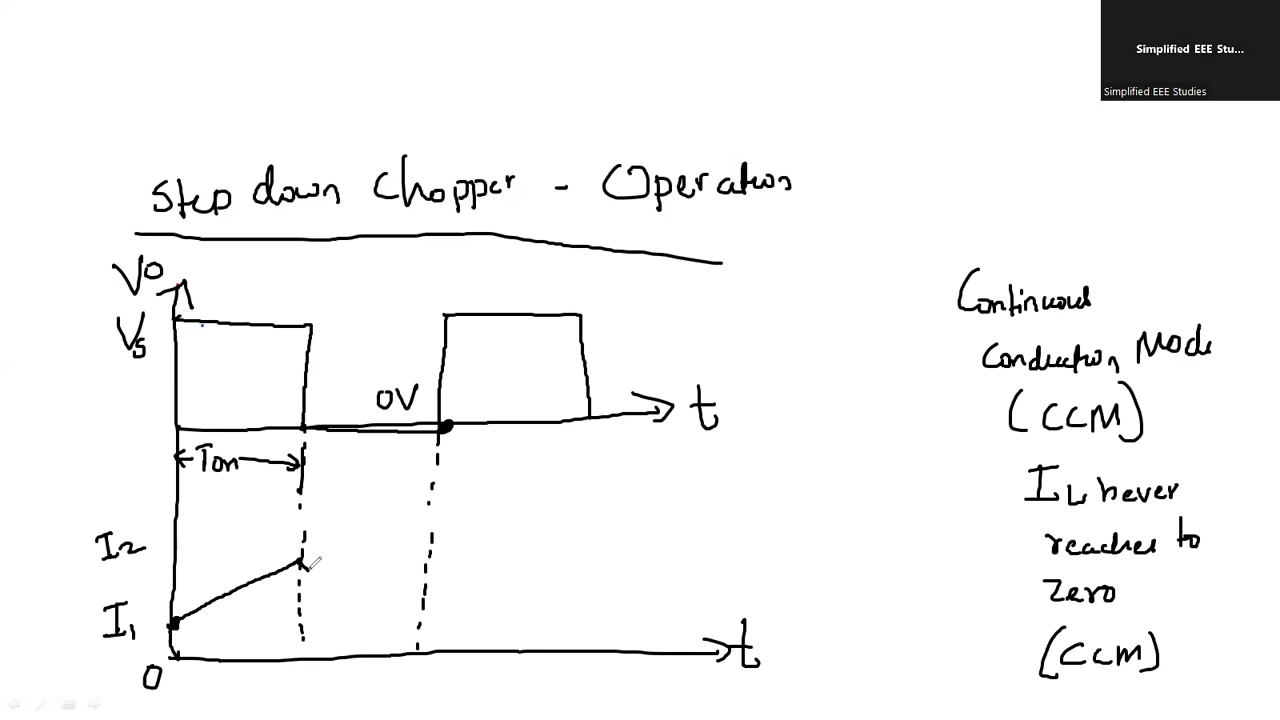 Simplified EEE Stu...
Simplified EEE Studies
Step down Chopper - Operation
Vo
Vs
0V
t
Ton
I2
I1
0
t
Continuous
Conduction Mode
(CCM)
IL never
reaches to
Zero
(CCM)